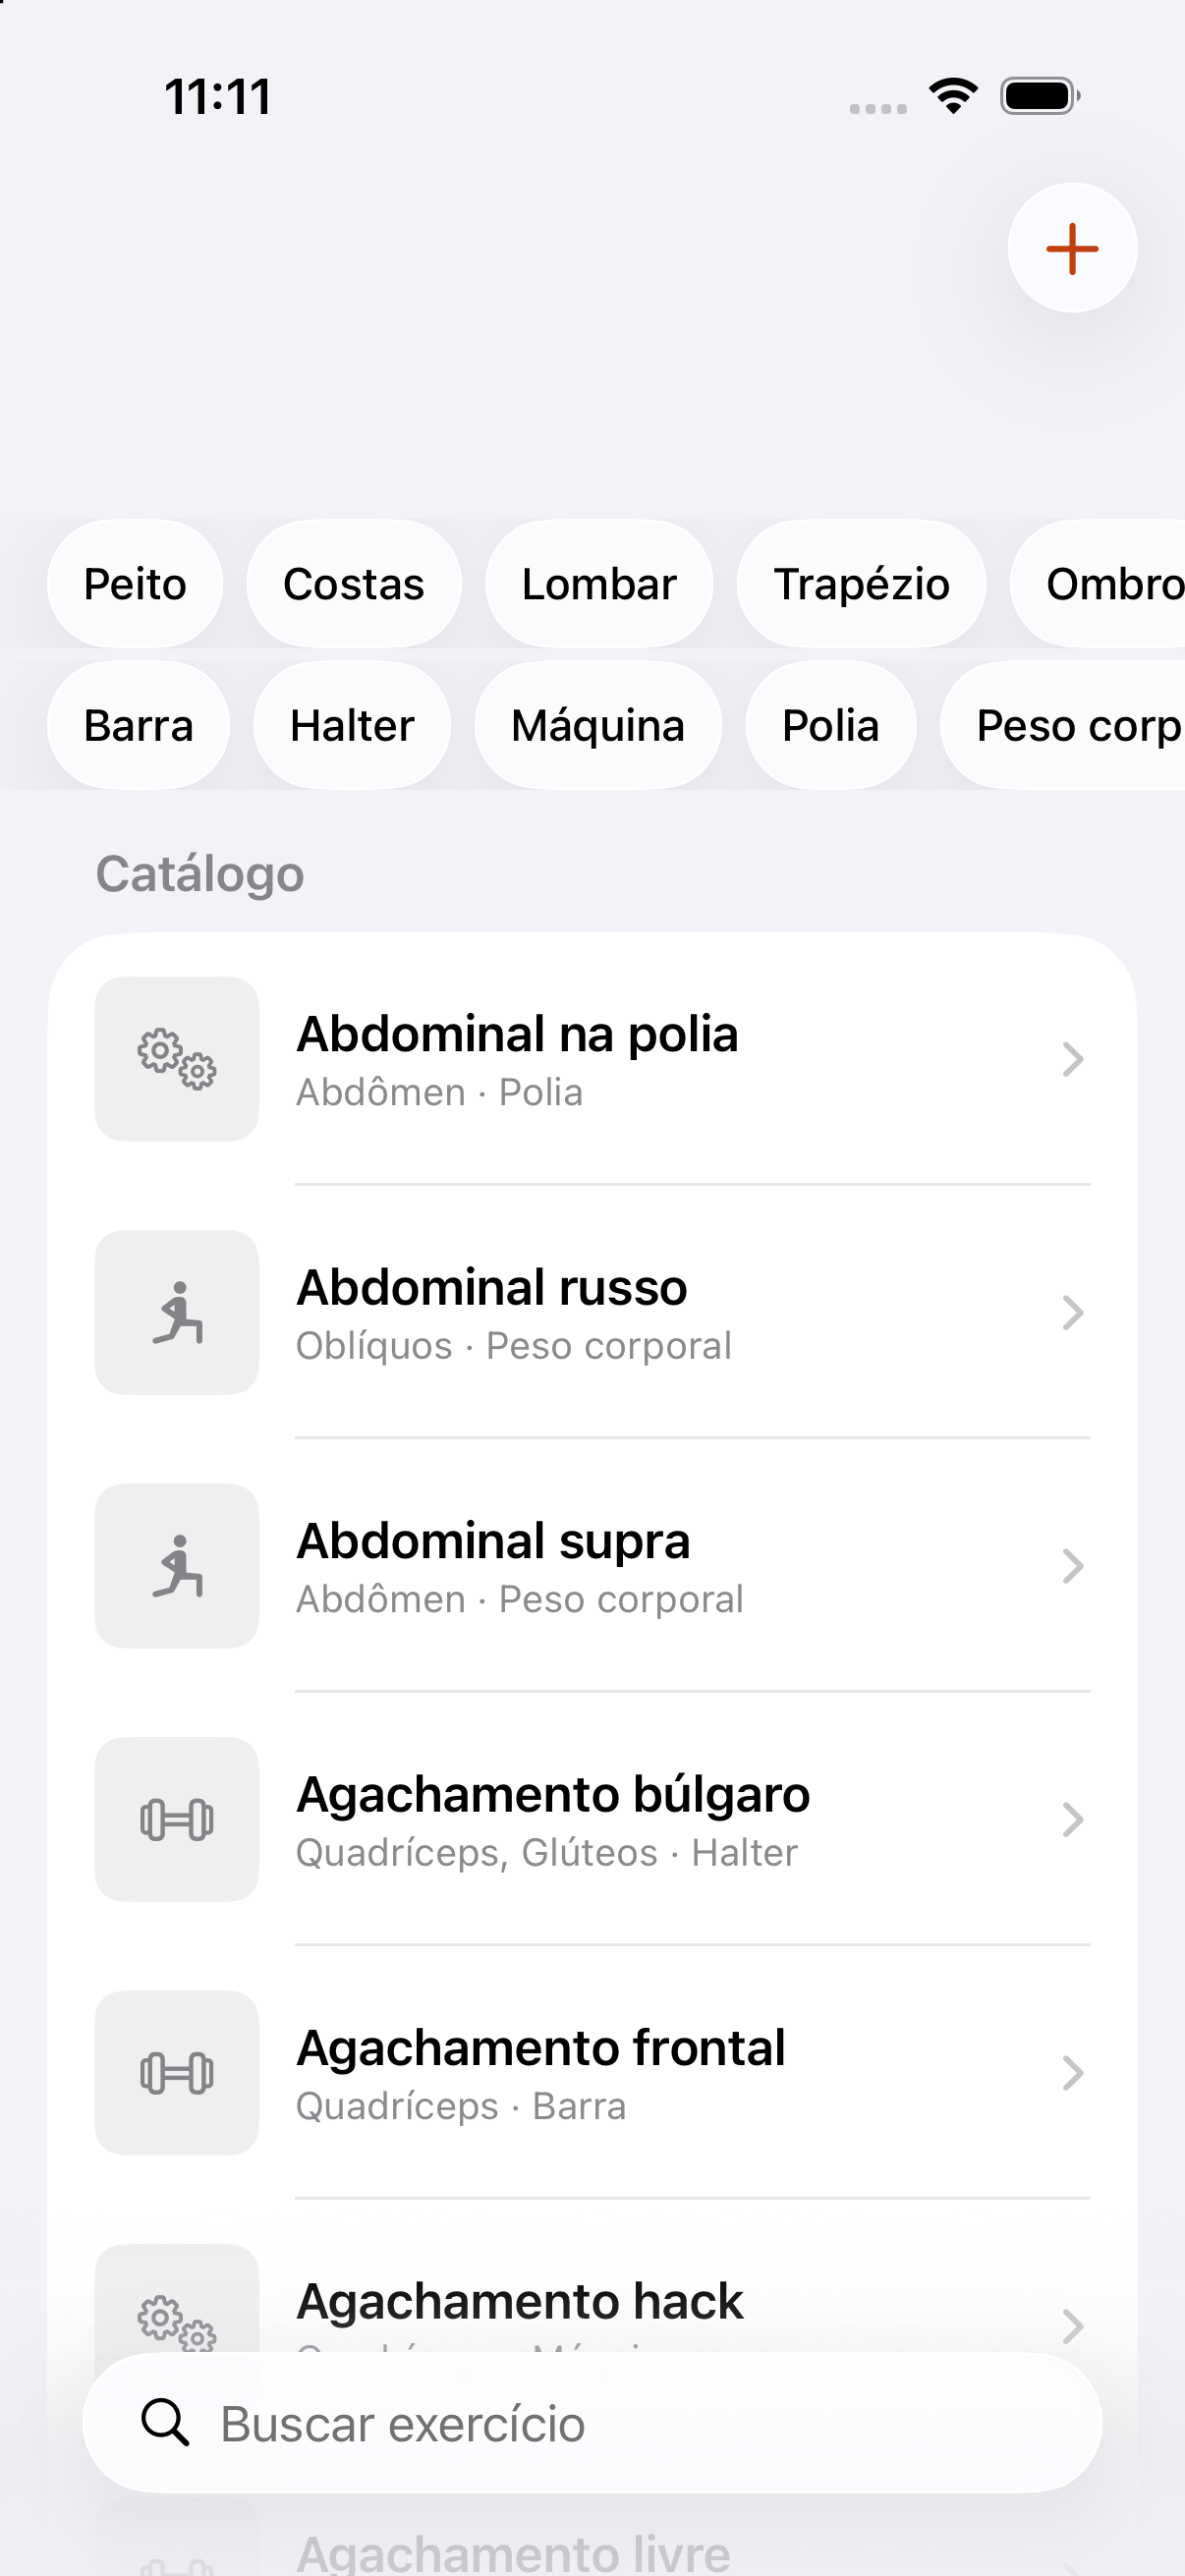 11:11
Peito Costas Lombar Trapézio Ombro
Barra Halter Máquina Polia Peso corp
Catálogo
Abdominal na polia
Abdômen · Polia
Abdominal russo
Oblíquos · Peso corporal
Abdominal supra
Abdômen · Peso corporal
Agachamento búlgaro
Quadríceps, Glúteos · Halter
Agachamento frontal
Quadríceps · Barra
Agachamento hack
Buscar exercício
Agachamento livre